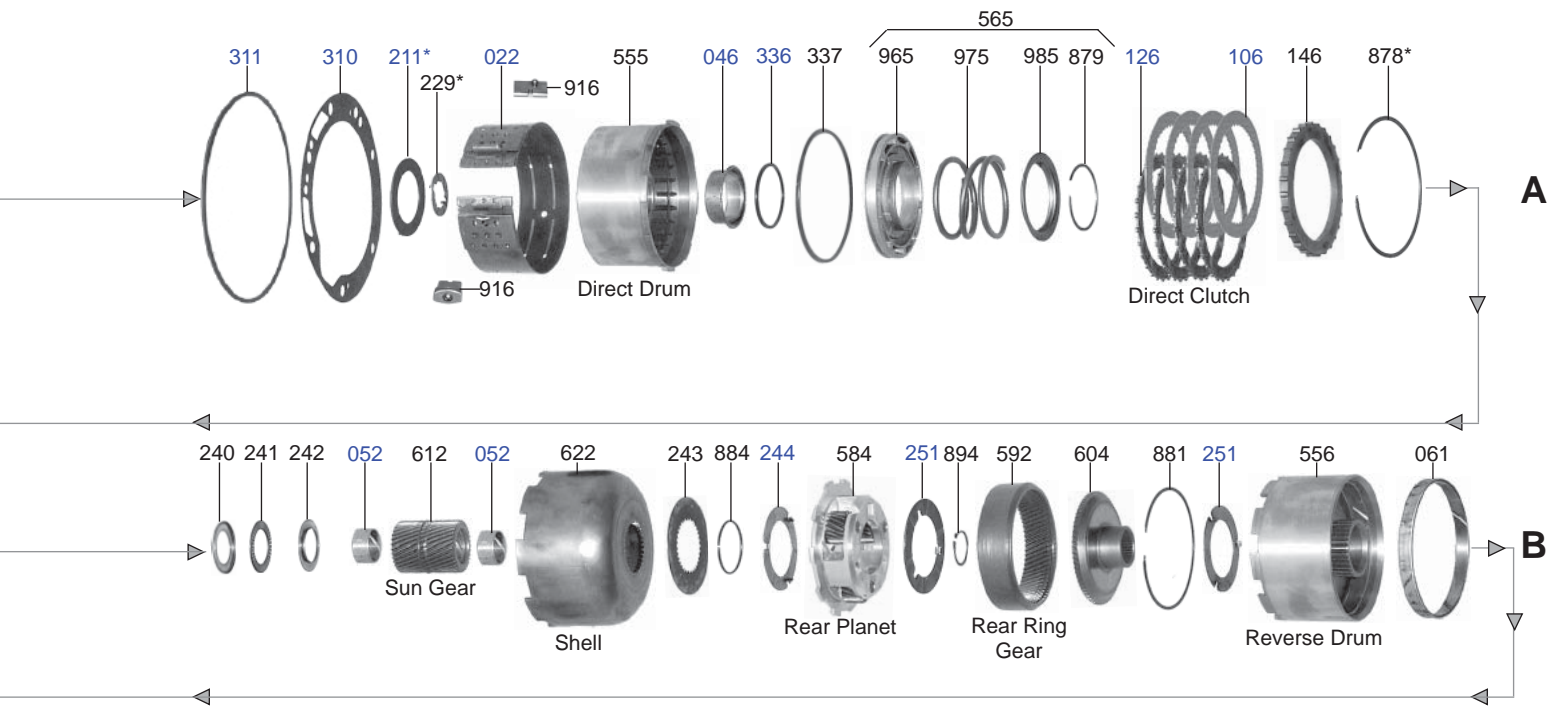 565
311 310 211* 022 555 046 336 337 965 975 985 879 126 106 146 878*
229* 916
916 Direct Drum Direct Clutch
A
240 241 242 052 612 052 622 243 884 244 584 251 894 592 604 881 251 556 061
B
Sun Gear
Shell
Rear Planet
Rear Ring
Gear
Reverse Drum